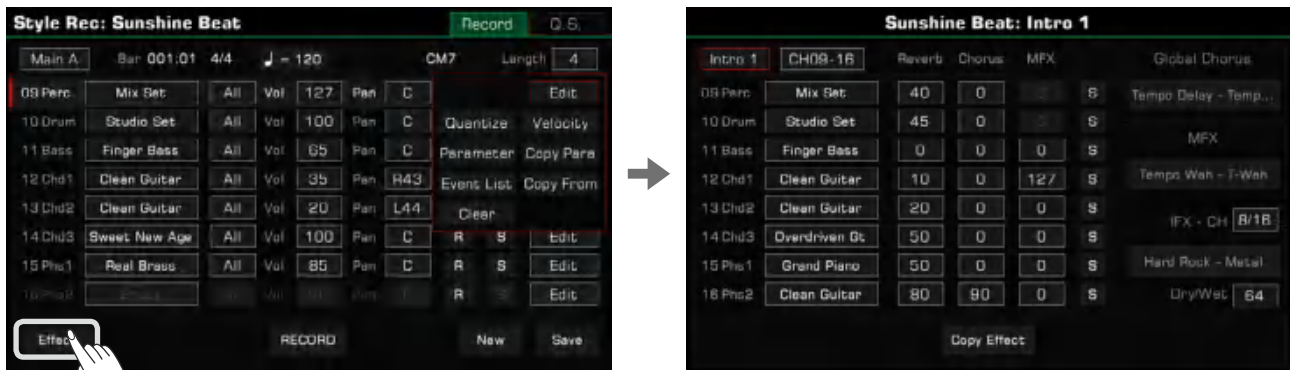 Style Rec: Sunshine Beat Record
Main A Bar 001:01 4/4 = 120 CM7 Length 4
09 Perc Mix Set All Vol 127 Pan C Edit
10 Drum Studio Set All Vol 100 Pan C Quantize Velocity
11 Bass Finger Bass All Vol 65 Pan C Parameter Copy Para
12 Chd1 Clean Guitar All Vol 35 Pan R43 Event List Copy From
13 Chd2 Clean Guitar All Vol 20 Pan L44 Clear
14 Chd3 Sweet New Age All Vol 100 Pan C R S Edit
15 Phs1 Real Brass All Vol 85 Pan C R S Edit
16 Phs2 R Edit
RECORD New Save
Sunshine Beat: Intro 1
Intro 1 CH09-16 Reverb Chorus MFX Global Chorus
09 Perc Mix Set 40 0 S Tempo Delay - Temp...
10 Drum Studio Set 45 0 S
MFX
11 Bass Finger Bass 0 0 0 S
12 Chd1 Clean Guitar 10 0 127 S Tempo Wah - T-Wah
13 Chd2 Clean Guitar 20 0 0 S
IFX - CH 8/16
14 Chd3 Overdriven Gt 50 0 0 S
15 Phs1 Grand Piano 50 0 0 S Hard Rock - Metal
16 Phs2 Clean Guitar 80 90 0 S Dry/Wet 64
Copy Effect